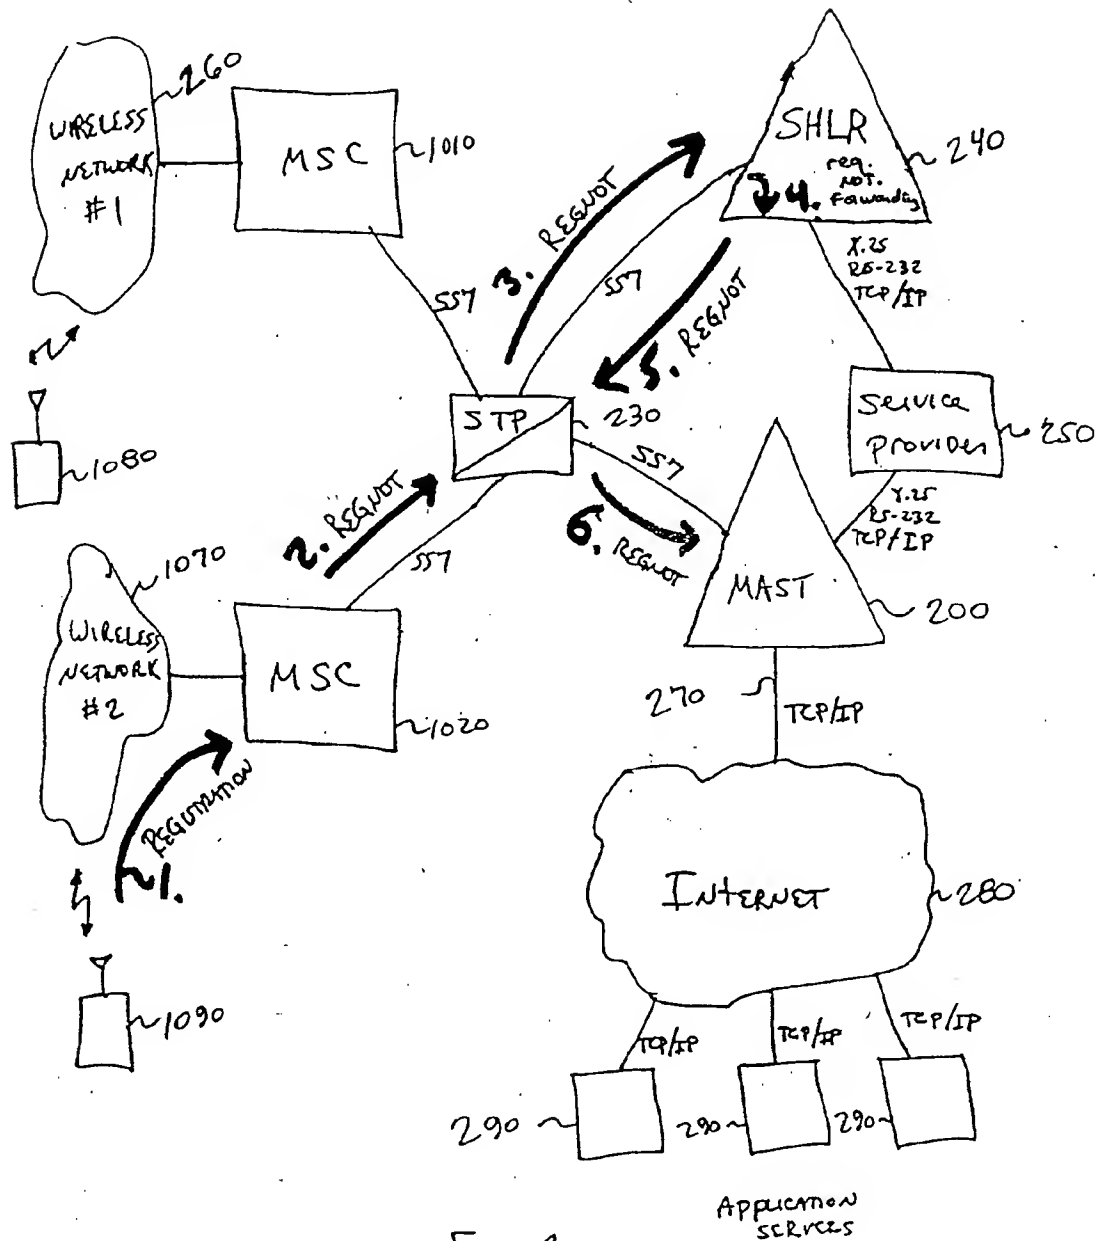 WIRELESS
NETWORK
#1
260
MSC
1010
SHLR
req.
NOT.
Forwarding
240
4.
3. REGNOT
SS7
SS7
X.25
RS-232
TCP/IP
5. REGNOT
1080
STP
230
SS7
Service
Provider
250
X.25
RS-232
TCP/IP
2. REGNOT
SS7
6. REGNOT
1070
WIRELESS
NETWORK
#2
MSC
1020
MAST
200
270
TCP/IP
1. REGISTRATION
INTERNET
280
1090
TCP/IP
TCP/IP
TCP/IP
290
290
290
APPLICATION
SERVERS